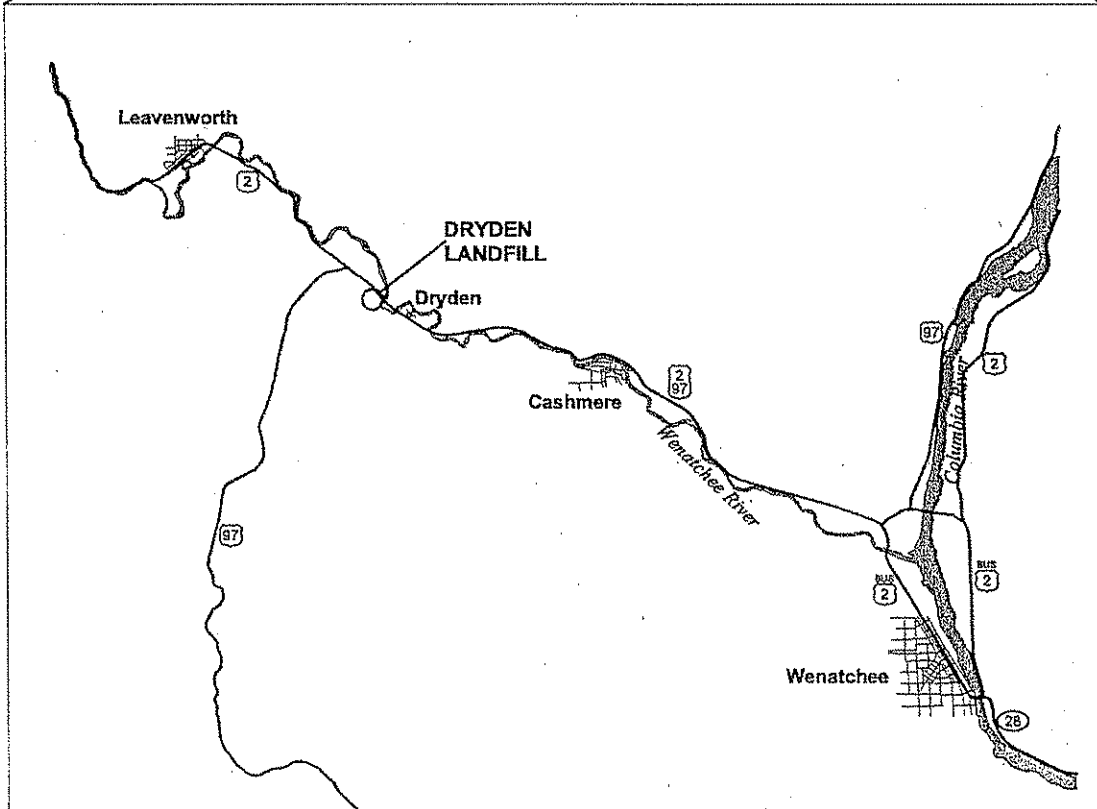 Leavenworth
2
DRYDEN
LANDFILL
Dryden
97
2
Columbia River
2
97
Cashmere
Wenatchee River
97
BUS
2
BUS
2
Wenatchee
28